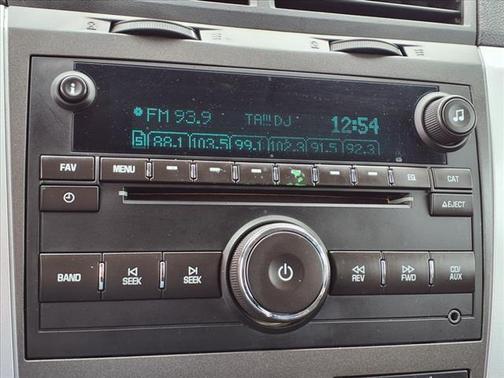 FM 93.9 TA!!! DJ 12:54
5 88.1 103.5 99.1 102.3 91.5 92.3
FAV MENU EQ CAT
EJECT
BAND SEEK SEEK REV FWD CD/
AUX